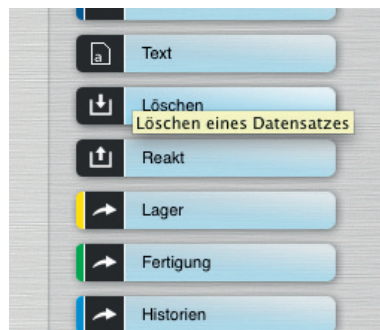 a
Text
Löschen
Löschen eines Datensatzes
Reakt
Lager
Fertigung
Historien